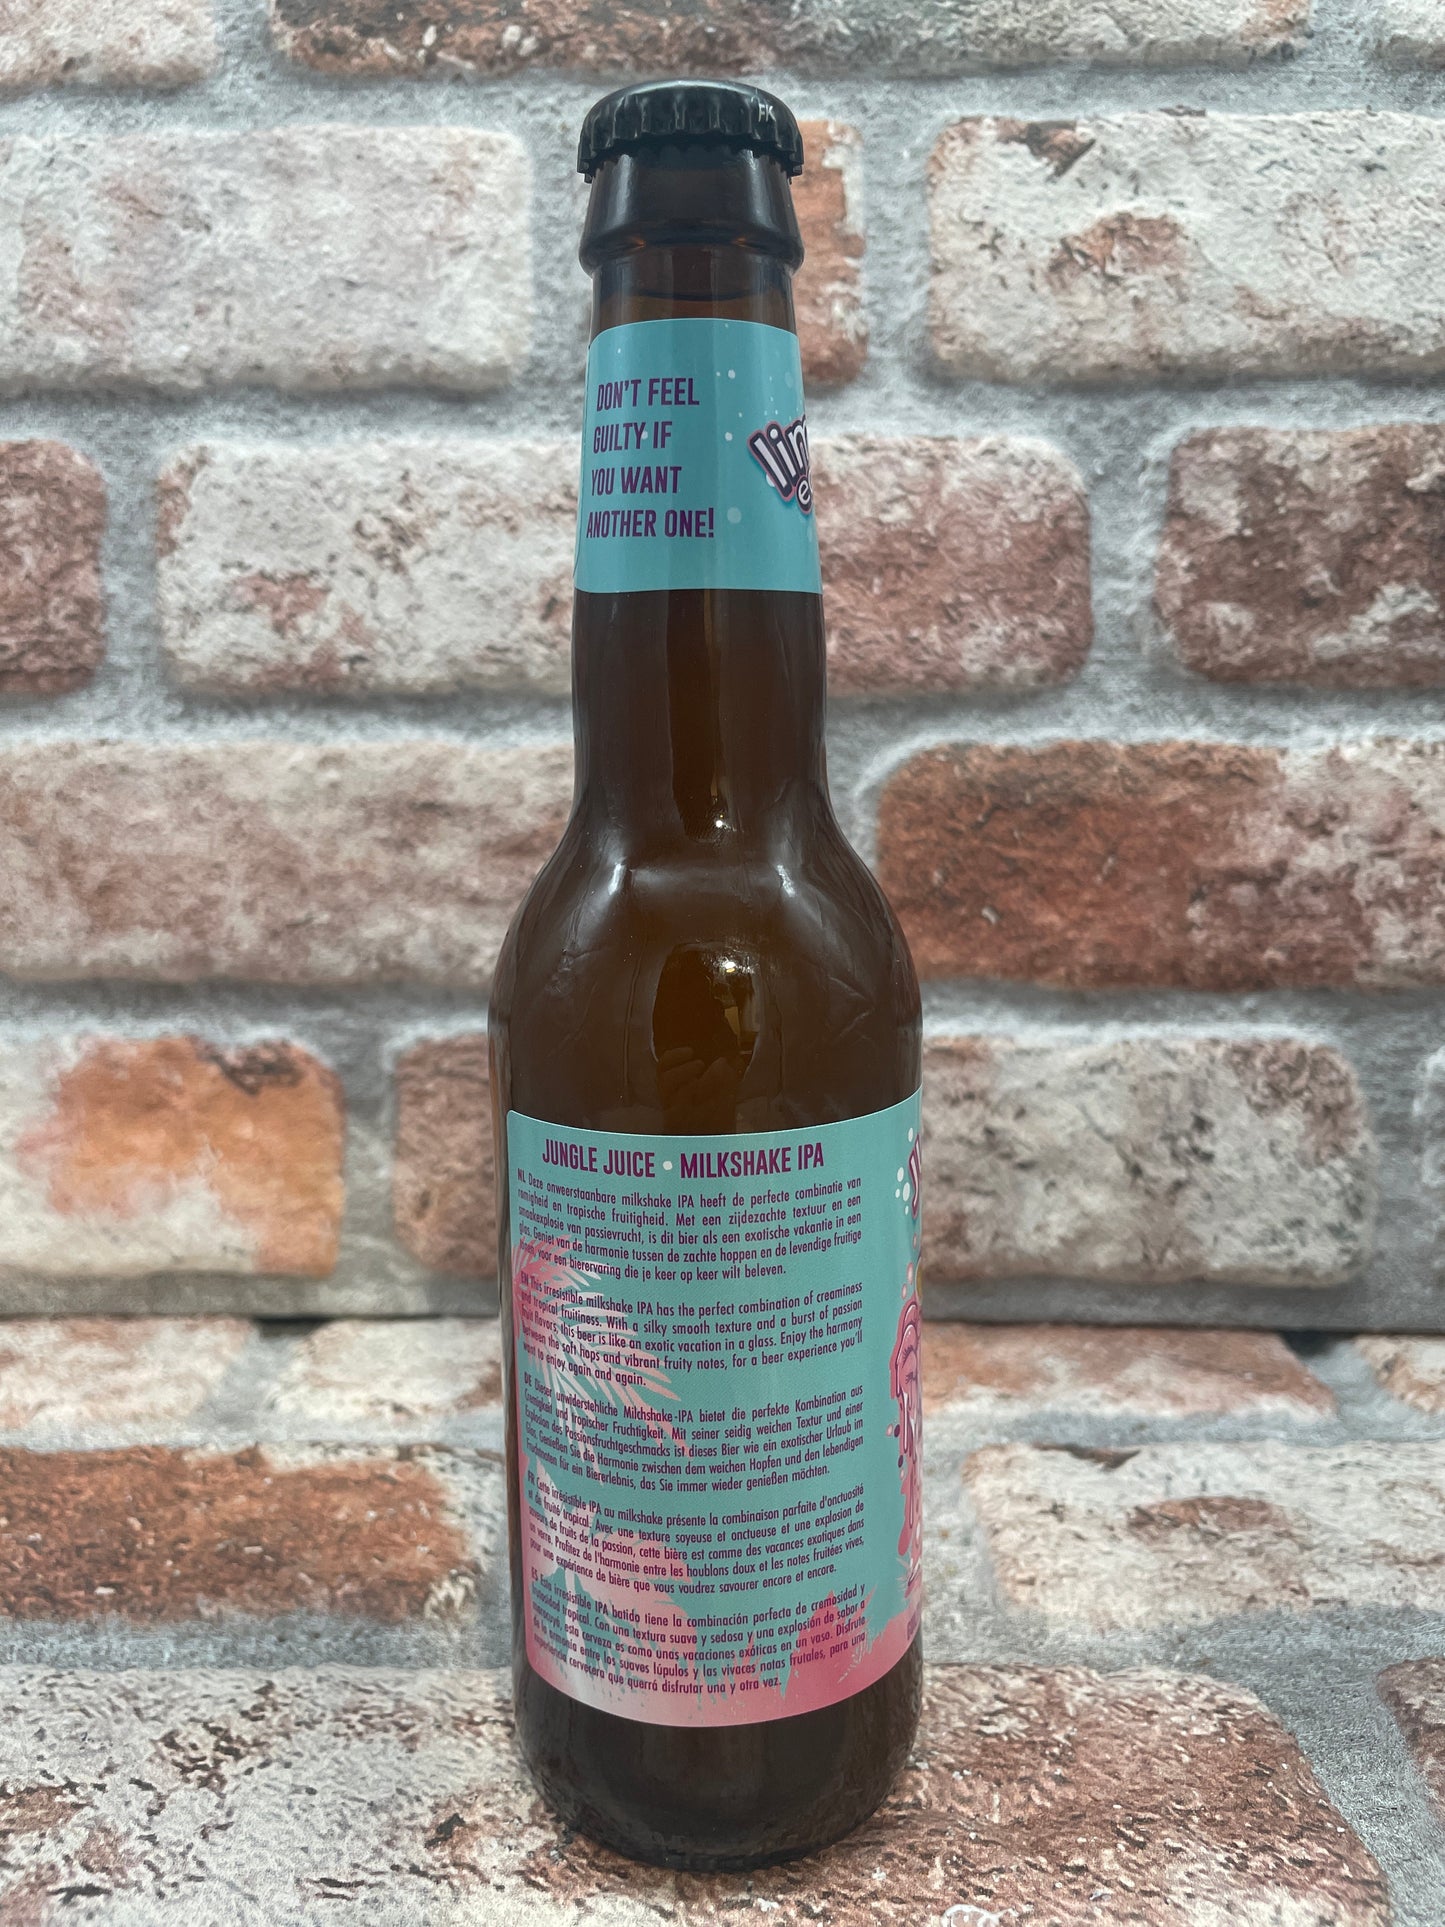 FK
DON'T FEEL
GUILTY IF
YOU WANT
ANOTHER ONE!
JUNGLE JUICE • MILKSHAKE IPA
NL Deze onweerstaanbare milkshake IPA heeft de perfecte combinatie van
romigheid en tropische fruitigheid. Met een zijdezachte textuur en een
smaakexplosie van passievrucht, is dit bier als een exotische vakantie in een
glas. Geniet van de harmonie tussen de zachte hoppen en de levendige fruitige
tonen, voor een bierervaring die je keer op keer wilt beleven.
EN This irresistible milkshake IPA has the perfect combination of creaminess
and tropical fruitiness. With a silky smooth texture and a burst of passion
fruit flavors, this beer is like an exotic vacation in a glass. Enjoy the harmony
between the soft hops and vibrant fruity notes, for a beer experience you'll
want to enjoy again and again.
DE Dieser unwiderstehliche Milchshake-IPA bietet die perfekte Kombination aus
Cremigkeit und tropischer Fruchtigkeit. Mit seiner seidig weichen Textur und einer
Explosion des Passionsfruchtgeschmacks ist dieses Bier wie ein exotischer Urlaub im
Glas. Genießen Sie die Harmonie zwischen dem weichen Hopfen und den lebendigen
Fruchtnoten für ein Biererlebnis, das Sie immer wieder genießen möchten.
FR Cette irrésistible IPA au milkshake présente la combinaison parfaite d'onctuosité
et de fruité tropical. Avec une texture soyeuse et onctueuse et une explosion de
saveurs de fruits de la passion, cette bière est comme des vacances exotiques dans
un verre. Profitez de l'harmonie entre les houblons doux et les notes fruitées vives,
pour une expérience de bière que vous voudrez savourer encore et encore.
ES Esta irresistible IPA batido tiene la combinación perfecta de cremosidad y
frutosidad tropical. Con una textura suave y sedosa y una explosión de sabor a
maracuyá, esta cerveza es como unas vacaciones exóticas en un vaso. Disfrute
de la armonía entre los suaves lúpulos y las vivaces notas frutales, para una
experiencia cervecera que querrá disfrutar una y otra vez.